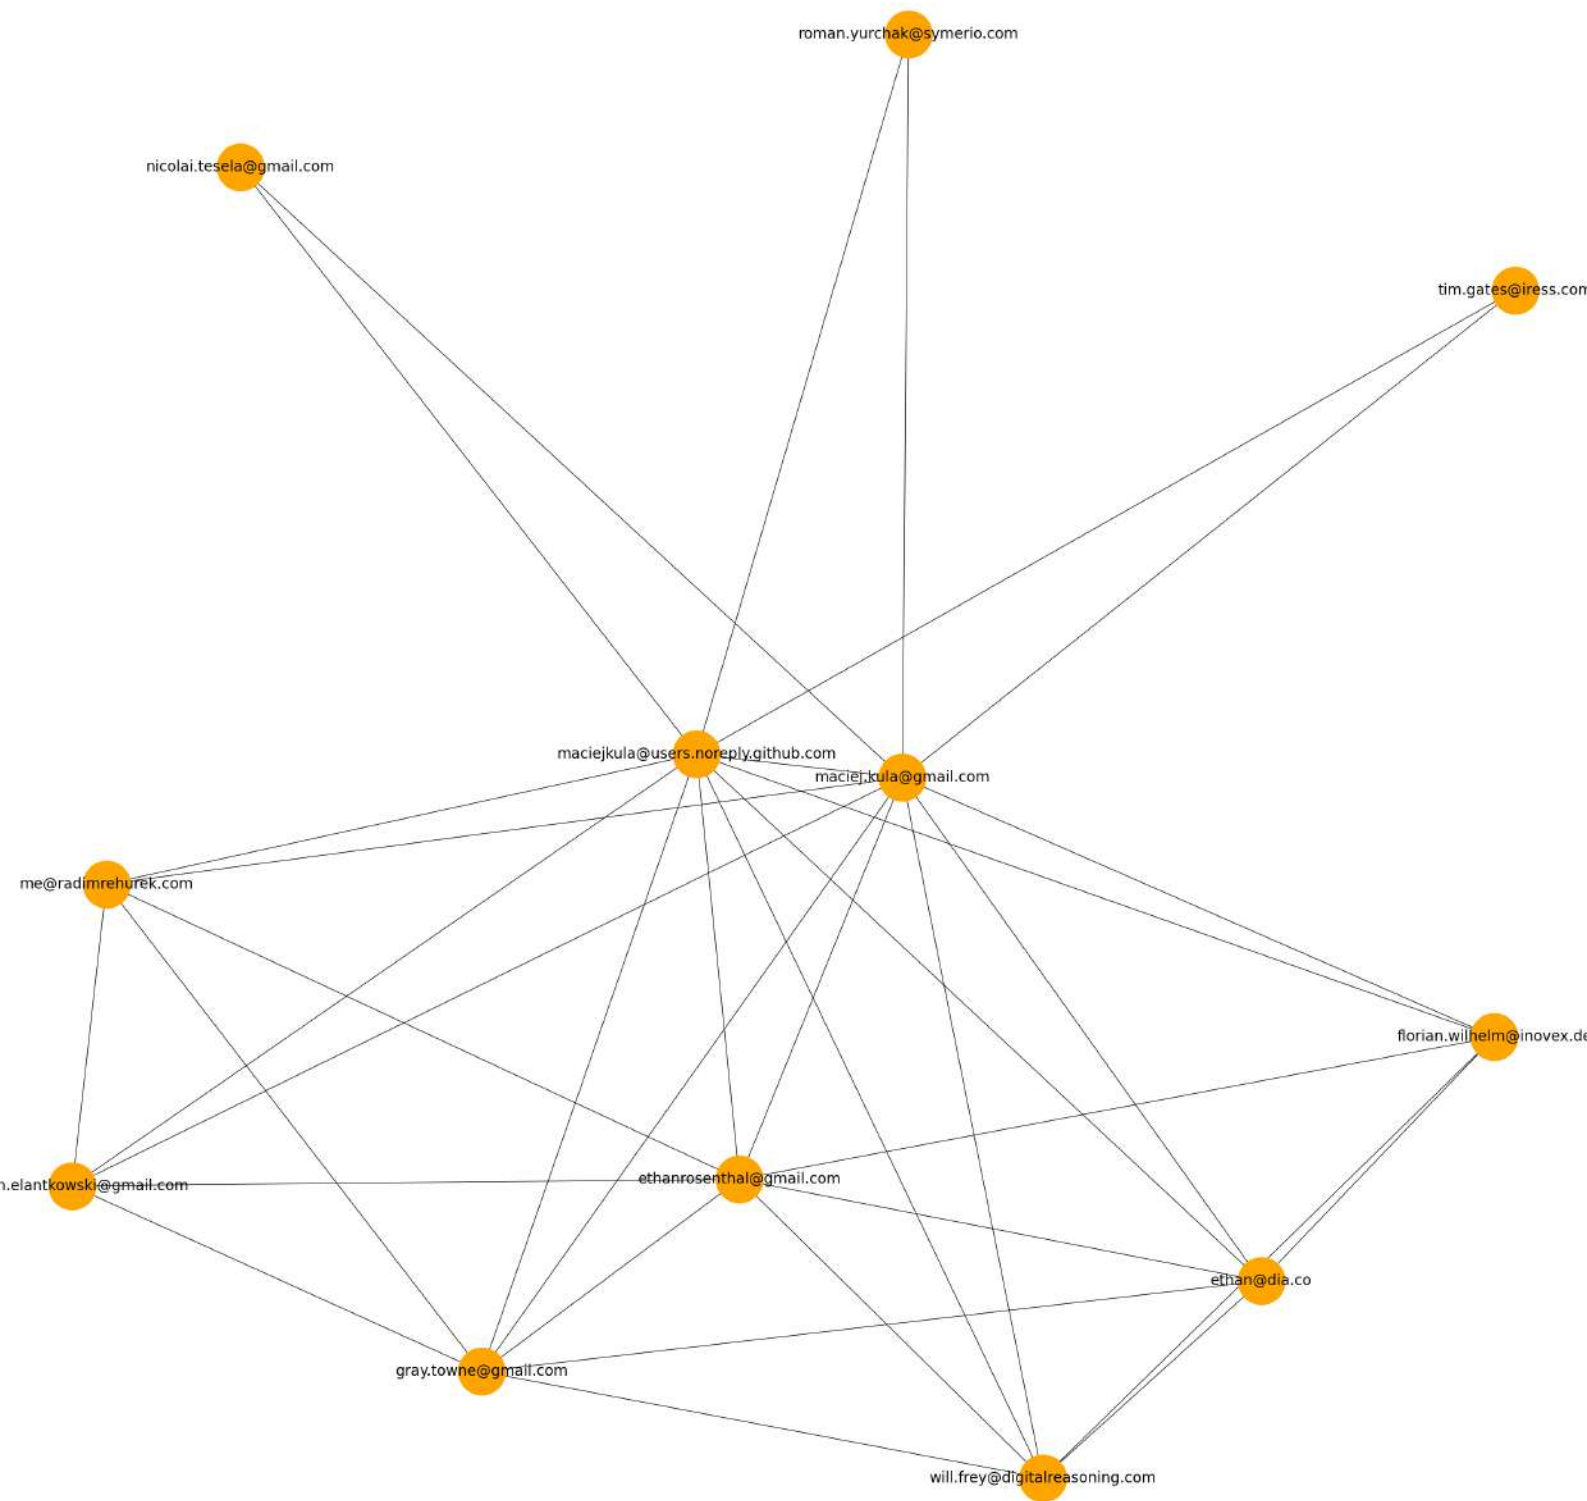 roman.yurchak@symerio.com
nicolai.tesela@gmail.com
tim.gates@iress.com
maciejkula@users.noreply.github.com
maciej.kula@gmail.com
me@radimrehurek.com
florian.wilhelm@inovex.de
n.elantkowski@gmail.com
ethanrosenthal@gmail.com
ethan@dia.co
gray.towne@gmail.com
will.frey@digitalreasoning.com